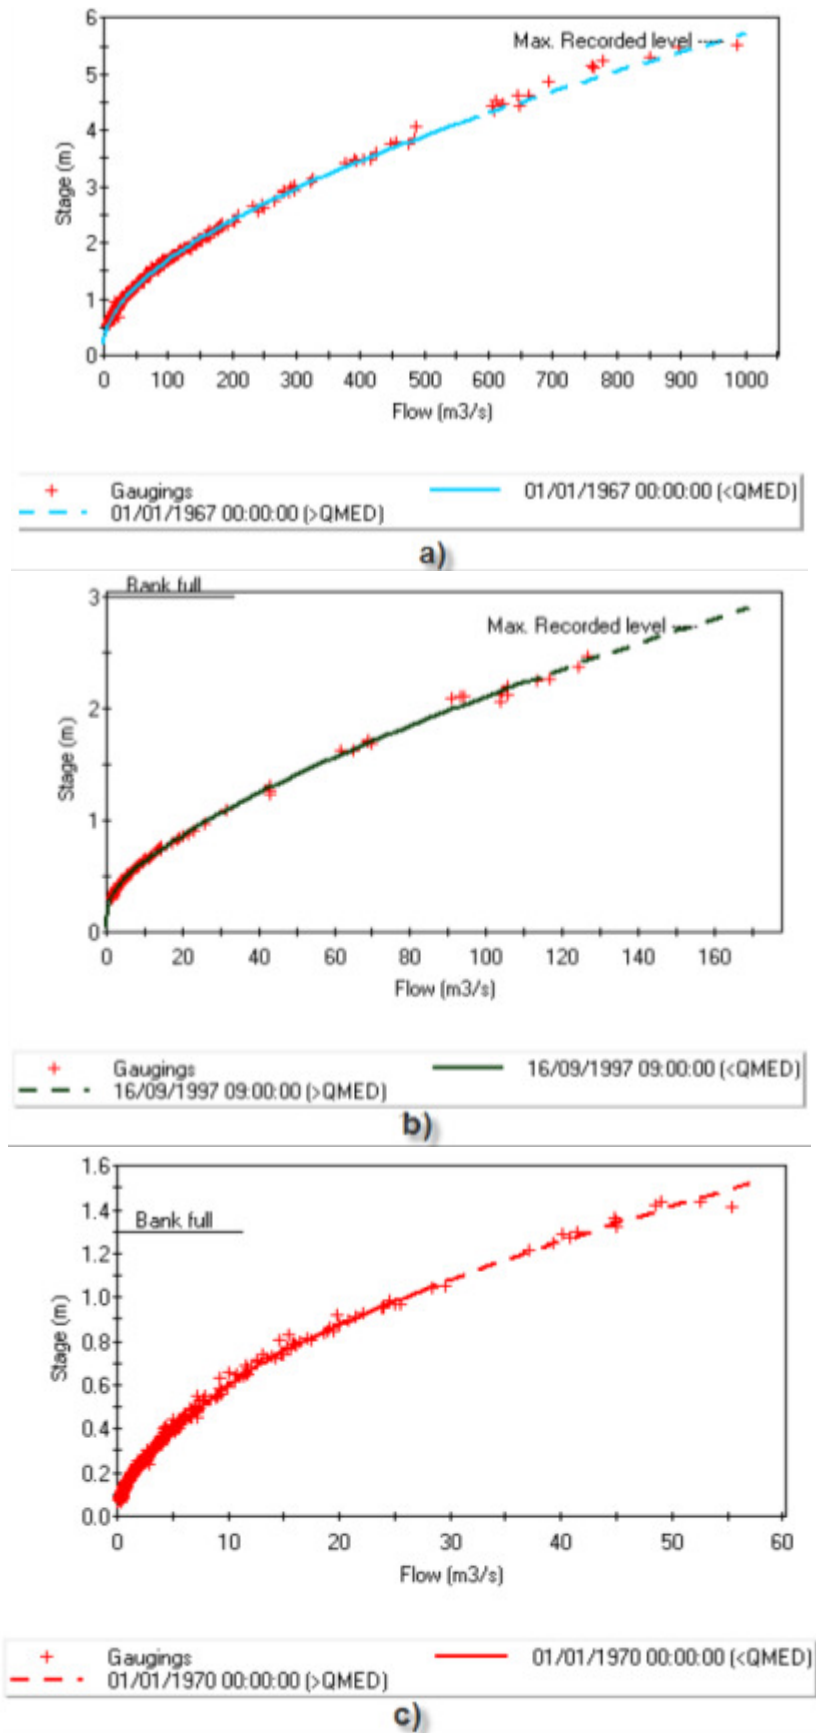 6
5
4
3
2
1
0
Stage (m)
Max. Recorded level
0 100 200 300 400 500 600 700 800 900 1000
Flow (m3/s)
Gaugings 01/01/1967 00:00:00 (<QMED)
01/01/1967 00:00:00 (>QMED)
a)
Bank full
3
2
1
0
Stage (m)
Max. Recorded level
0 20 40 60 80 100 120 140 160
Flow (m3/s)
Gaugings 16/09/1997 09:00:00 (<QMED)
16/09/1997 09:00:00 (>QMED)
b)
1.6
1.4
1.2
1.0
0.8
0.6
0.4
0.2
0.0
Stage (m)
Bank full
0 10 20 30 40 50 60
Flow (m3/s)
Gaugings 01/01/1970 00:00:00 (<QMED)
01/01/1970 00:00:00 (>QMED)
c)